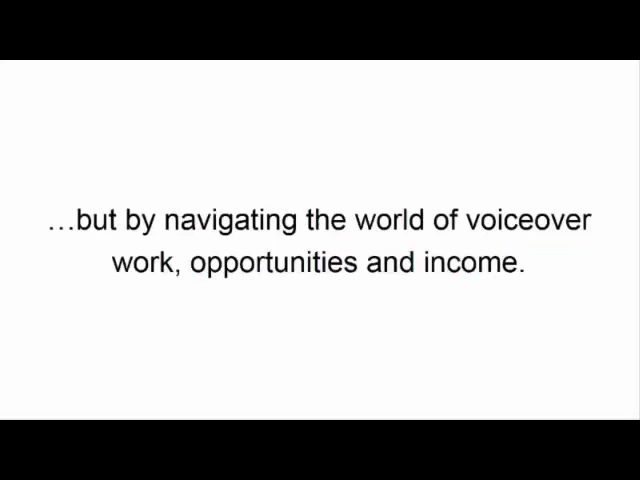 …but by navigating the world of voiceover
work, opportunities and income.